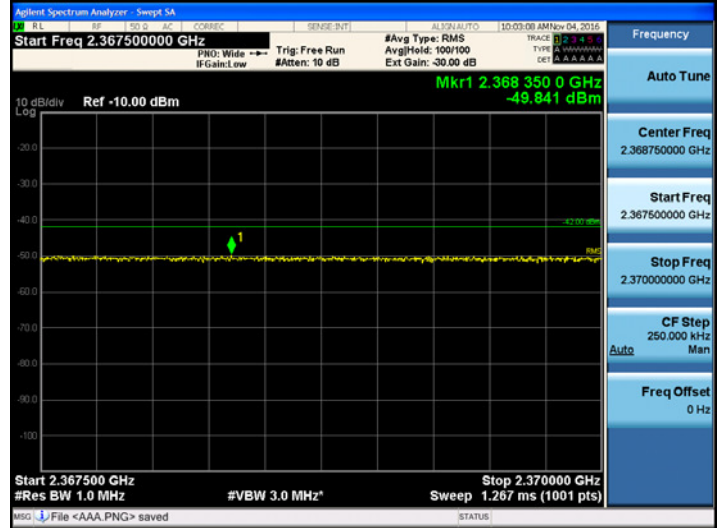 Agilent Spectrum Analyzer - Swept SA
RL RF 50 Ω AC CORREC SENSE:INT ALIGNAUTO 10:03:08 AM Nov 04, 2016
Start Freq 2.367500000 GHz
PNO: Wide
IFGain:Low
Trig: Free Run
#Atten: 10 dB
#Avg Type: RMS
Avg|Hold: 100/100
Ext Gain: -30.00 dB
TRACE 1 2 3 4 5 6
TYPE A WWWWW
DET A A A A A A
Mkr1 2.368 350 0 GHz
-49.841 dBm
10 dB/div Ref -10.00 dBm
Log
-20.0
-30.0
-40.0
-42.00 dBm
1
RMS
-50.0
-60.0
-70.0
-80.0
-90.0
-100
Start 2.367500 GHz Stop 2.370000 GHz
#Res BW 1.0 MHz #VBW 3.0 MHz* Sweep 1.267 ms (1001 pts)
MSG File <AAA.PNG> saved STATUS
Frequency
Auto Tune
Center Freq
2.368750000 GHz
Start Freq
2.367500000 GHz
Stop Freq
2.370000000 GHz
CF Step
250.000 kHz
Auto Man
Freq Offset
0 Hz